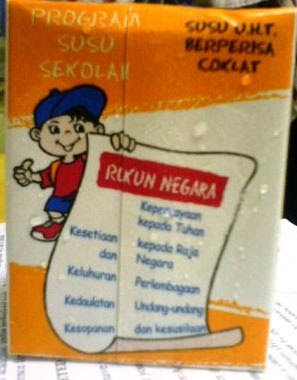 PROGRAM
SUSU
SEKOLAH
SUSU U.H.T.
BERPERISA
COKLAT
RUKUN NEGARA
Kepercayaan
kepada Tuhan
Kesetiaan kepada Raja
dan Negara
Keluhuran Perlembagaan
Kedaulatan Undang-undang
Kesopanan dan kesusilaan